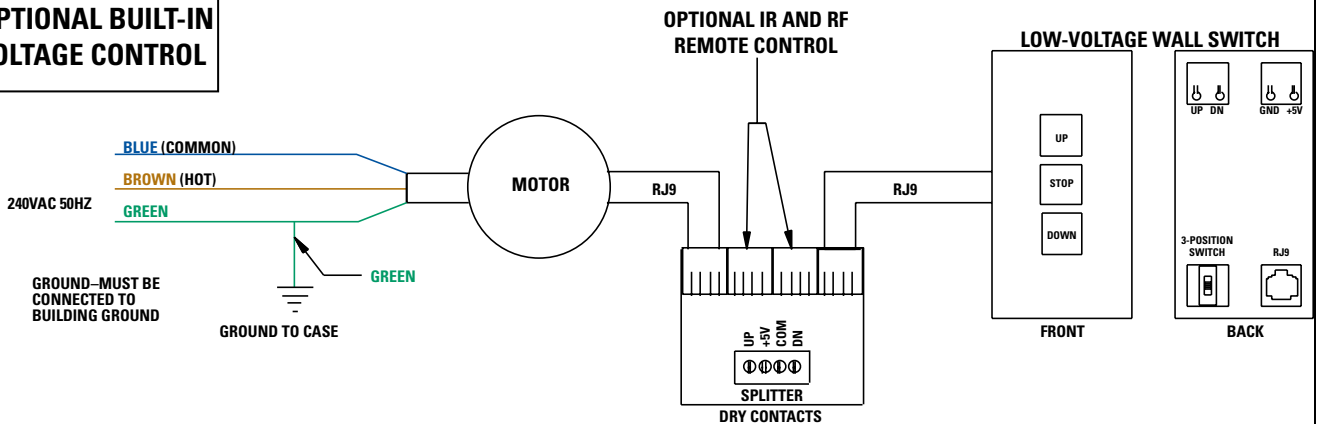 PTIONAL BUILT-IN
OLTAGE CONTROL
OPTIONAL IR AND RF
REMOTE CONTROL
LOW-VOLTAGE WALL SWITCH
BLUE (COMMON)
BROWN (HOT)
240VAC 50HZ
GREEN
GREEN
GROUND–MUST BE
CONNECTED TO
BUILDING GROUND
GROUND TO CASE
MOTOR
RJ9
RJ9
UP
+5V
COM
DN
SPLITTER
DRY CONTACTS
UP
STOP
DOWN
FRONT
UP DN
GND +5V
3-POSITION
SWITCH
RJ9
BACK